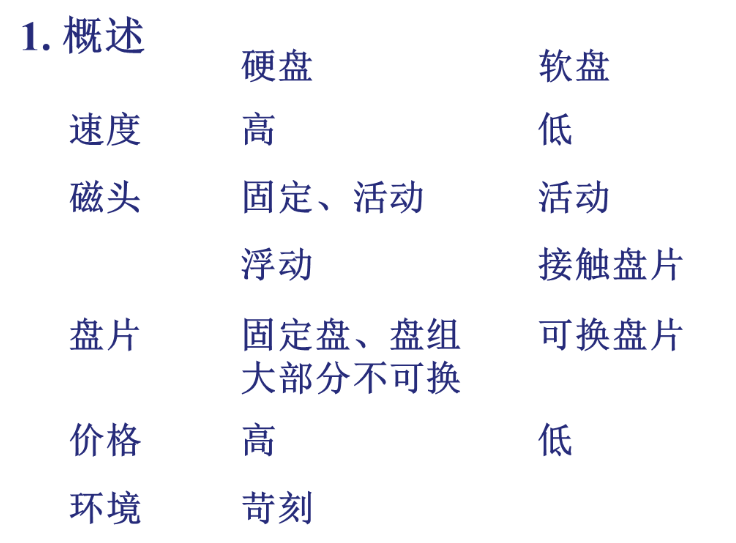 1. 概述
硬盘 软盘
速度 高 低
磁头 固定、活动 活动
浮动 接触盘片
盘片 固定盘、盘组 可换盘片
大部分不可换
价格 高 低
环境 苛刻